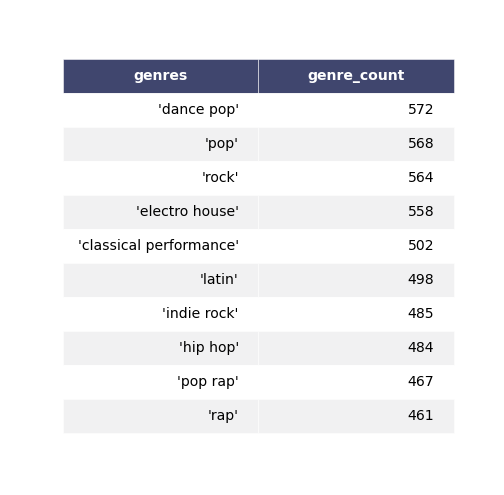 genres genre_count
'dance pop' 572
'pop' 568
'rock' 564
'electro house' 558
'classical performance' 502
'latin' 498
'indie rock' 485
'hip hop' 484
'pop rap' 467
'rap' 461